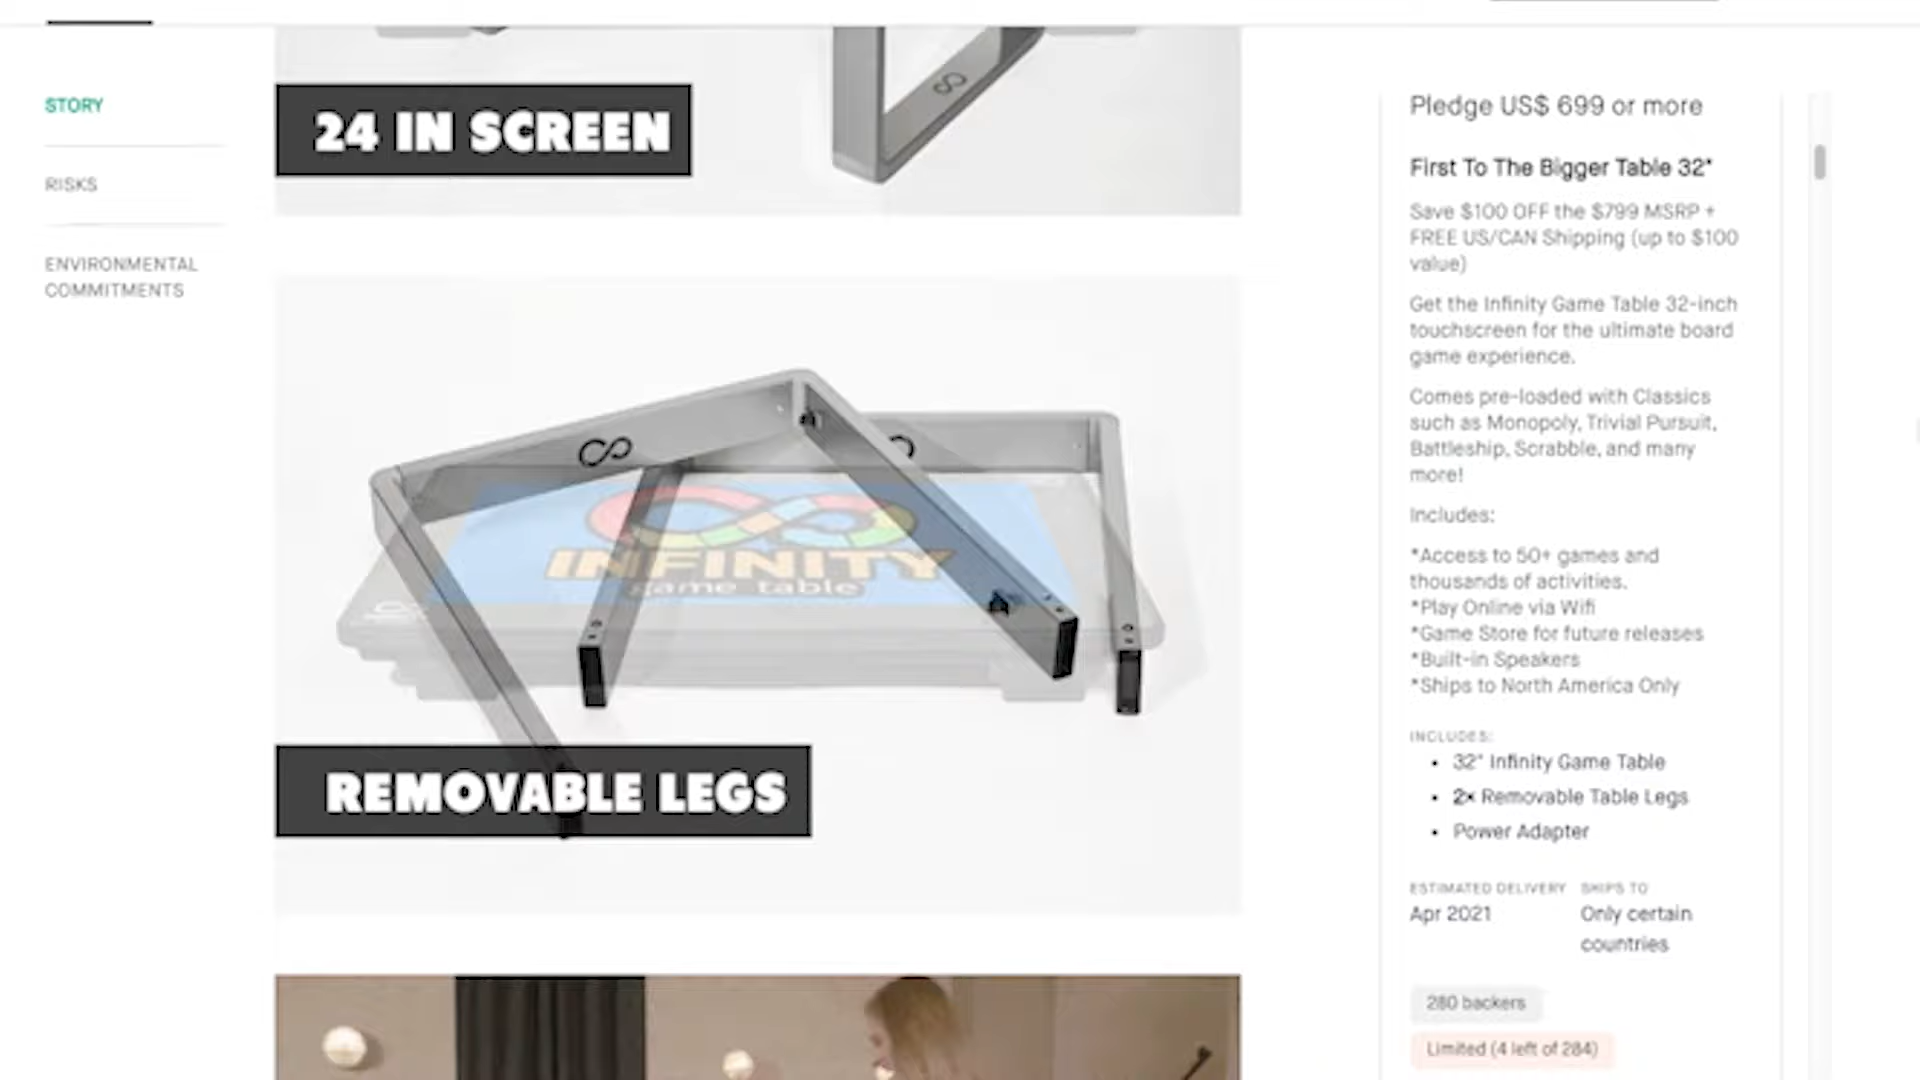 STORY
RISKS
ENVIRONMENTAL
COMMITMENTS
24 IN SCREEN
INFINITY
game table
REMOVABLE LEGS
Pledge US$ 699 or more
First To The Bigger Table 32"
Save $100 OFF the $799 MSRP +
FREE US/CAN Shipping (up to $100
value)
Get the Infinity Game Table 32-inch
touchscreen for the ultimate board
game experience.
Comes pre-loaded with Classics
such as Monopoly, Trivial Pursuit,
Battleship, Scrabble, and many
more!
Includes:
*Access to 50+ games and
thousands of activities.
*Play Online via Wifi
*Game Store for future releases
*Built-in Speakers
*Ships to North America Only
INCLUDES:
• 32" Infinity Game Table
• 2× Removable Table Legs
• Power Adapter
ESTIMATED DELIVERY SHIPS TO
Apr 2021 Only certain
countries
280 backers
Limited (4 left of 284)